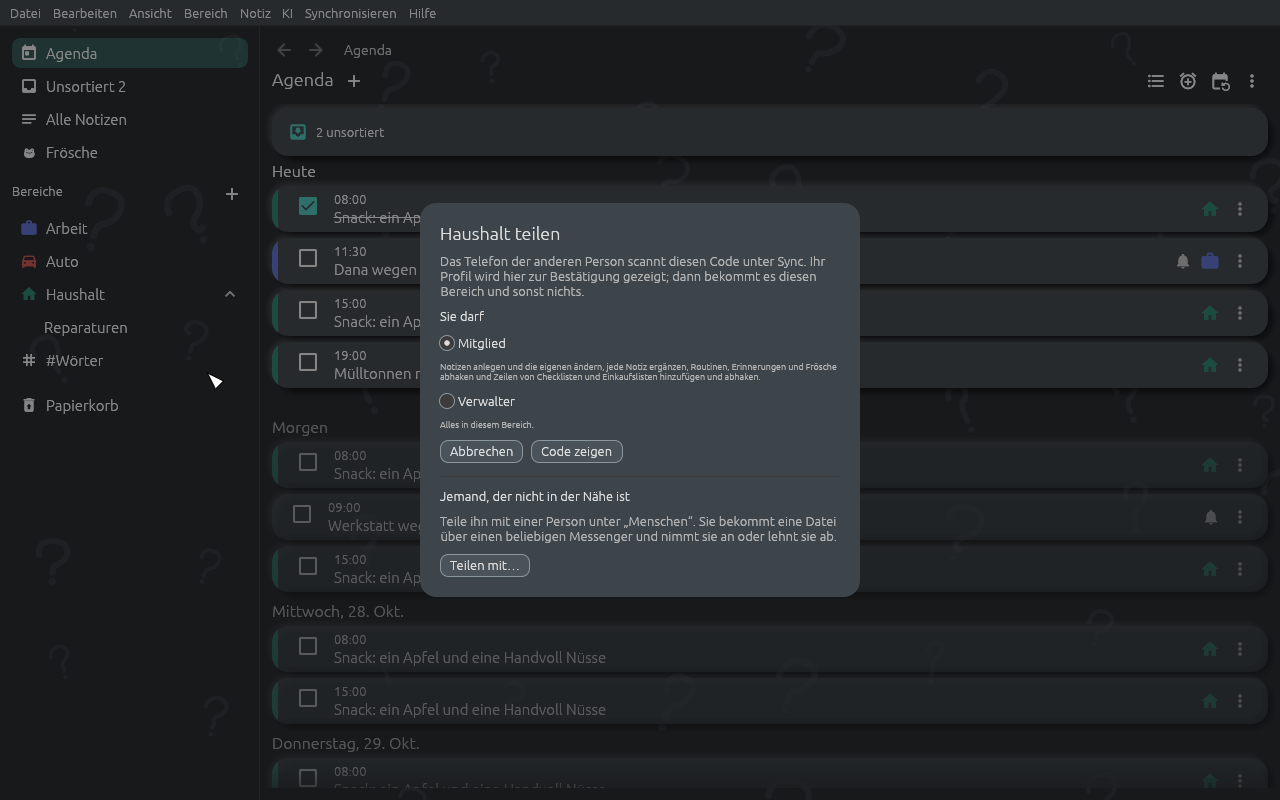 Datei Bearbeiten Ansicht Bereich Notiz KI Synchronisieren Hilfe
Agenda
Unsortiert 2
Alle Notizen
Frösche
Bereiche
Arbeit
Auto
Haushalt
Reparaturen
#Wörter
Papierkorb
Agenda
Agenda
2 unsortiert
Heute
08:00
Snack: ein Ap
11:30
Dana wegen
15:00
Snack: ein Ap
19:00
Mülltonnen
Morgen
08:00
Snack: ein Ap
09:00
Werkstatt
15:00
Snack: ein Ap
Mittwoch, 28. Okt.
08:00
Snack: ein Apfel und eine Handvoll Nüsse
15:00
Snack: ein Apfel und eine Handvoll Nüsse
Donnerstag, 29. Okt.
08:00
Haushalt teilen
Das Telefon der anderen Person scannt diesen Code unter Sync. Ihr
Profil wird hier zur Bestätigung gezeigt; dann bekommt es diesen
Bereich und sonst nichts.
Sie darf
Mitglied
Notizen anlegen und die eigenen ändern, jede Notiz ergänzen, Routinen, Erinnerungen und Frösche
abhaken und Zeilen von Checklisten und Einkaufslisten hinzufügen und abhaken.
Verwalter
Alles in diesem Bereich.
Abbrechen Code zeigen
Jemand, der nicht in der Nähe ist
Teile ihn mit einer Person unter „Menschen“. Sie bekommt eine Datei
über einen beliebigen Messenger und nimmt sie an oder lehnt sie ab.
Teilen mit…